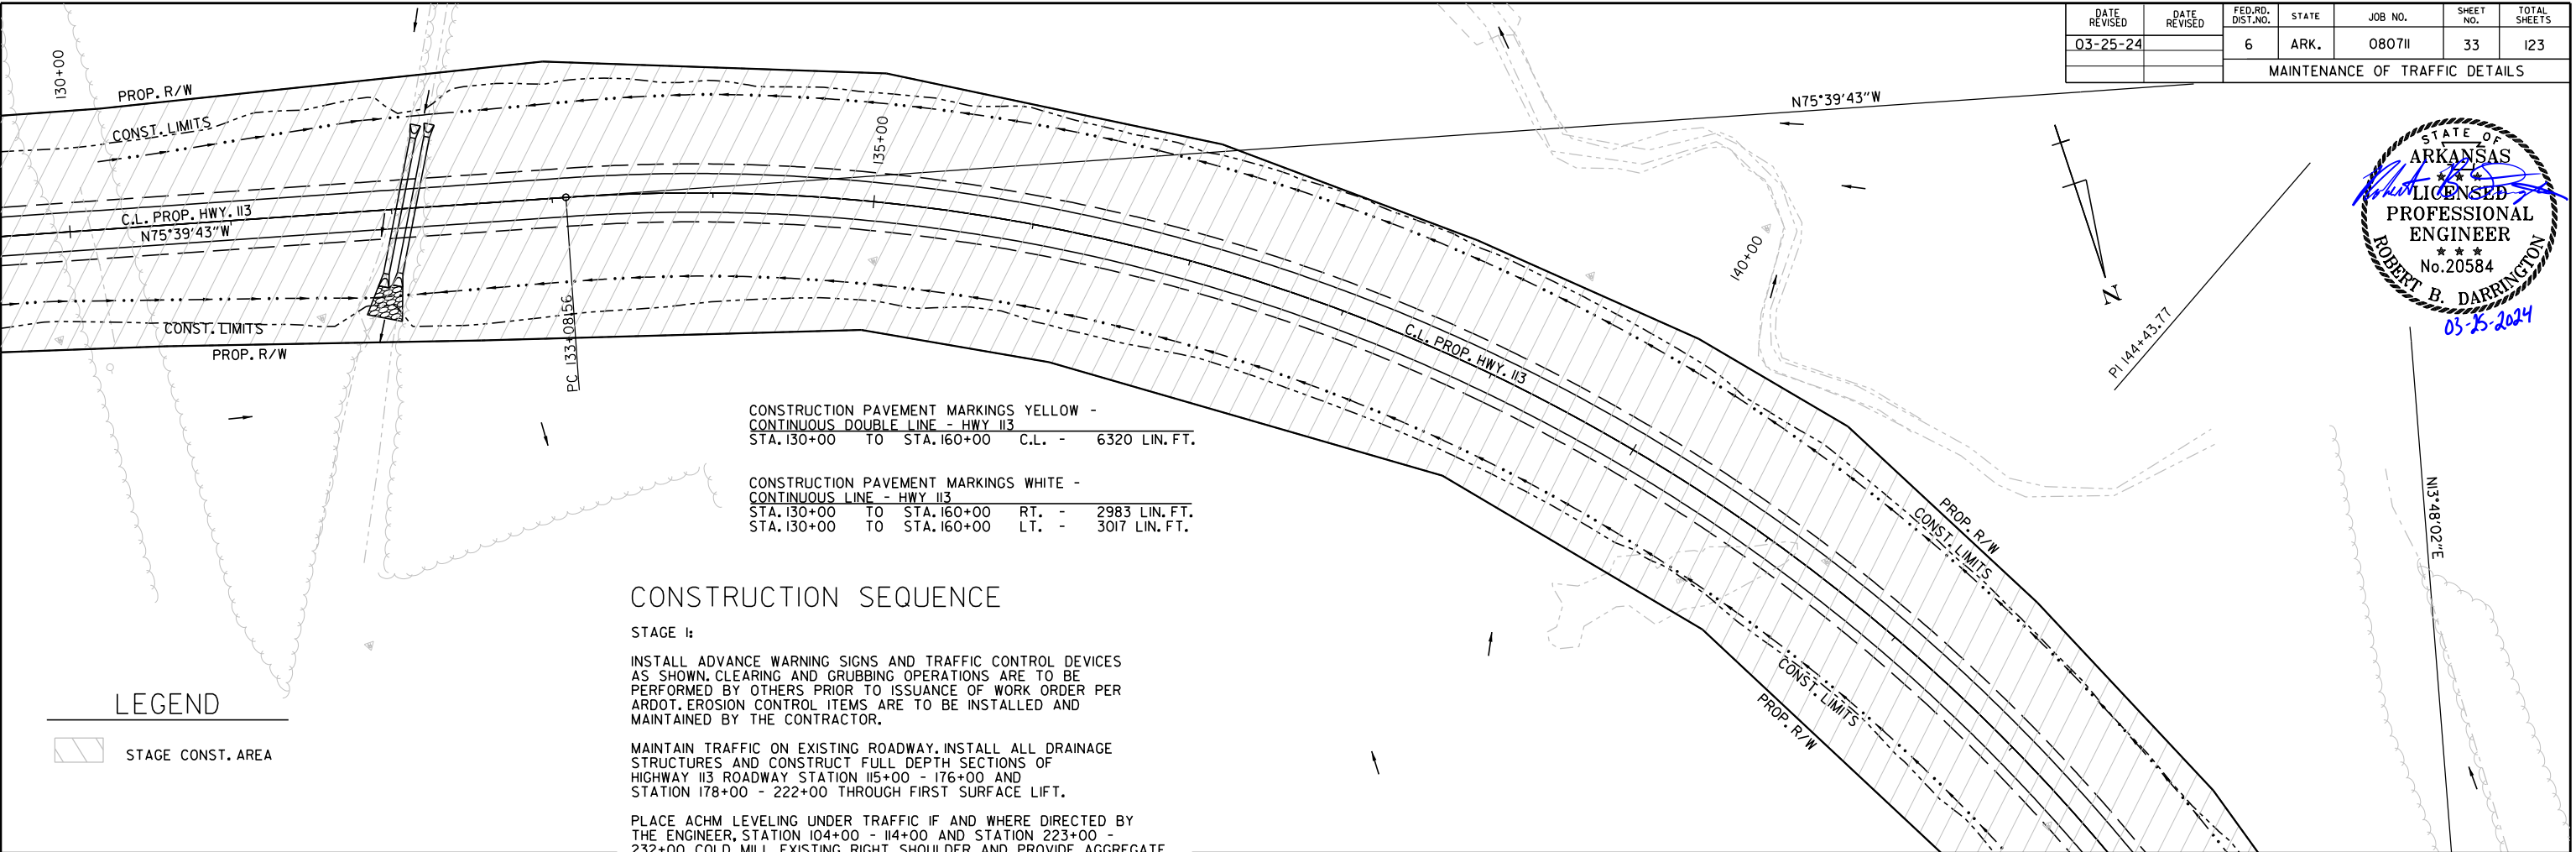 DATE REVISED
DATE REVISED
FED.RD. DIST.NO.
STATE
JOB NO.
SHEET NO.
TOTAL SHEETS
03-25-24
6
ARK.
080711
33
123
MAINTENANCE OF TRAFFIC DETAILS
130+00
PROP. R/W
CONST. LIMITS
C.L. PROP. HWY. 113
N75°39'43"W
CONST. LIMITS
PROP. R/W
135+00
N75°39'43"W
PC 133+08.56
C.L. PROP. HWY. 113
140+00
N
PI 144+43.77
STATE OF
ARKANSAS
LICENSED
PROFESSIONAL
ENGINEER
No.20584
ROBERT B. DARRINGTON
03-25-2024
N13°48'02"E
PROP. R/W
CONST. LIMITS
CONST. LIMITS
PROP. R/W
CONSTRUCTION PAVEMENT MARKINGS YELLOW -
CONTINUOUS DOUBLE LINE - HWY 113
STA. 130+00 TO STA. 160+00 C.L. - 6320 LIN. FT.
CONSTRUCTION PAVEMENT MARKINGS WHITE -
CONTINUOUS LINE - HWY 113
STA. 130+00 TO STA. 160+00 RT. - 2983 LIN. FT.
STA. 130+00 TO STA. 160+00 LT. - 3017 LIN. FT.
CONSTRUCTION SEQUENCE
STAGE 1:
INSTALL ADVANCE WARNING SIGNS AND TRAFFIC CONTROL DEVICES
AS SHOWN. CLEARING AND GRUBBING OPERATIONS ARE TO BE
PERFORMED BY OTHERS PRIOR TO ISSUANCE OF WORK ORDER PER
ARDOT. EROSION CONTROL ITEMS ARE TO BE INSTALLED AND
MAINTAINED BY THE CONTRACTOR.
MAINTAIN TRAFFIC ON EXISTING ROADWAY. INSTALL ALL DRAINAGE
STRUCTURES AND CONSTRUCT FULL DEPTH SECTIONS OF
HIGHWAY 113 ROADWAY STATION 115+00 - 176+00 AND
STATION 178+00 - 222+00 THROUGH FIRST SURFACE LIFT.
PLACE ACHM LEVELING UNDER TRAFFIC IF AND WHERE DIRECTED BY
THE ENGINEER, STATION 104+00 - 114+00 AND STATION 223+00 -
232+00 COLD MILL EXISTING RIGHT SHOULDER AND PROVIDE AGGREGATE
LEGEND
STAGE CONST. AREA